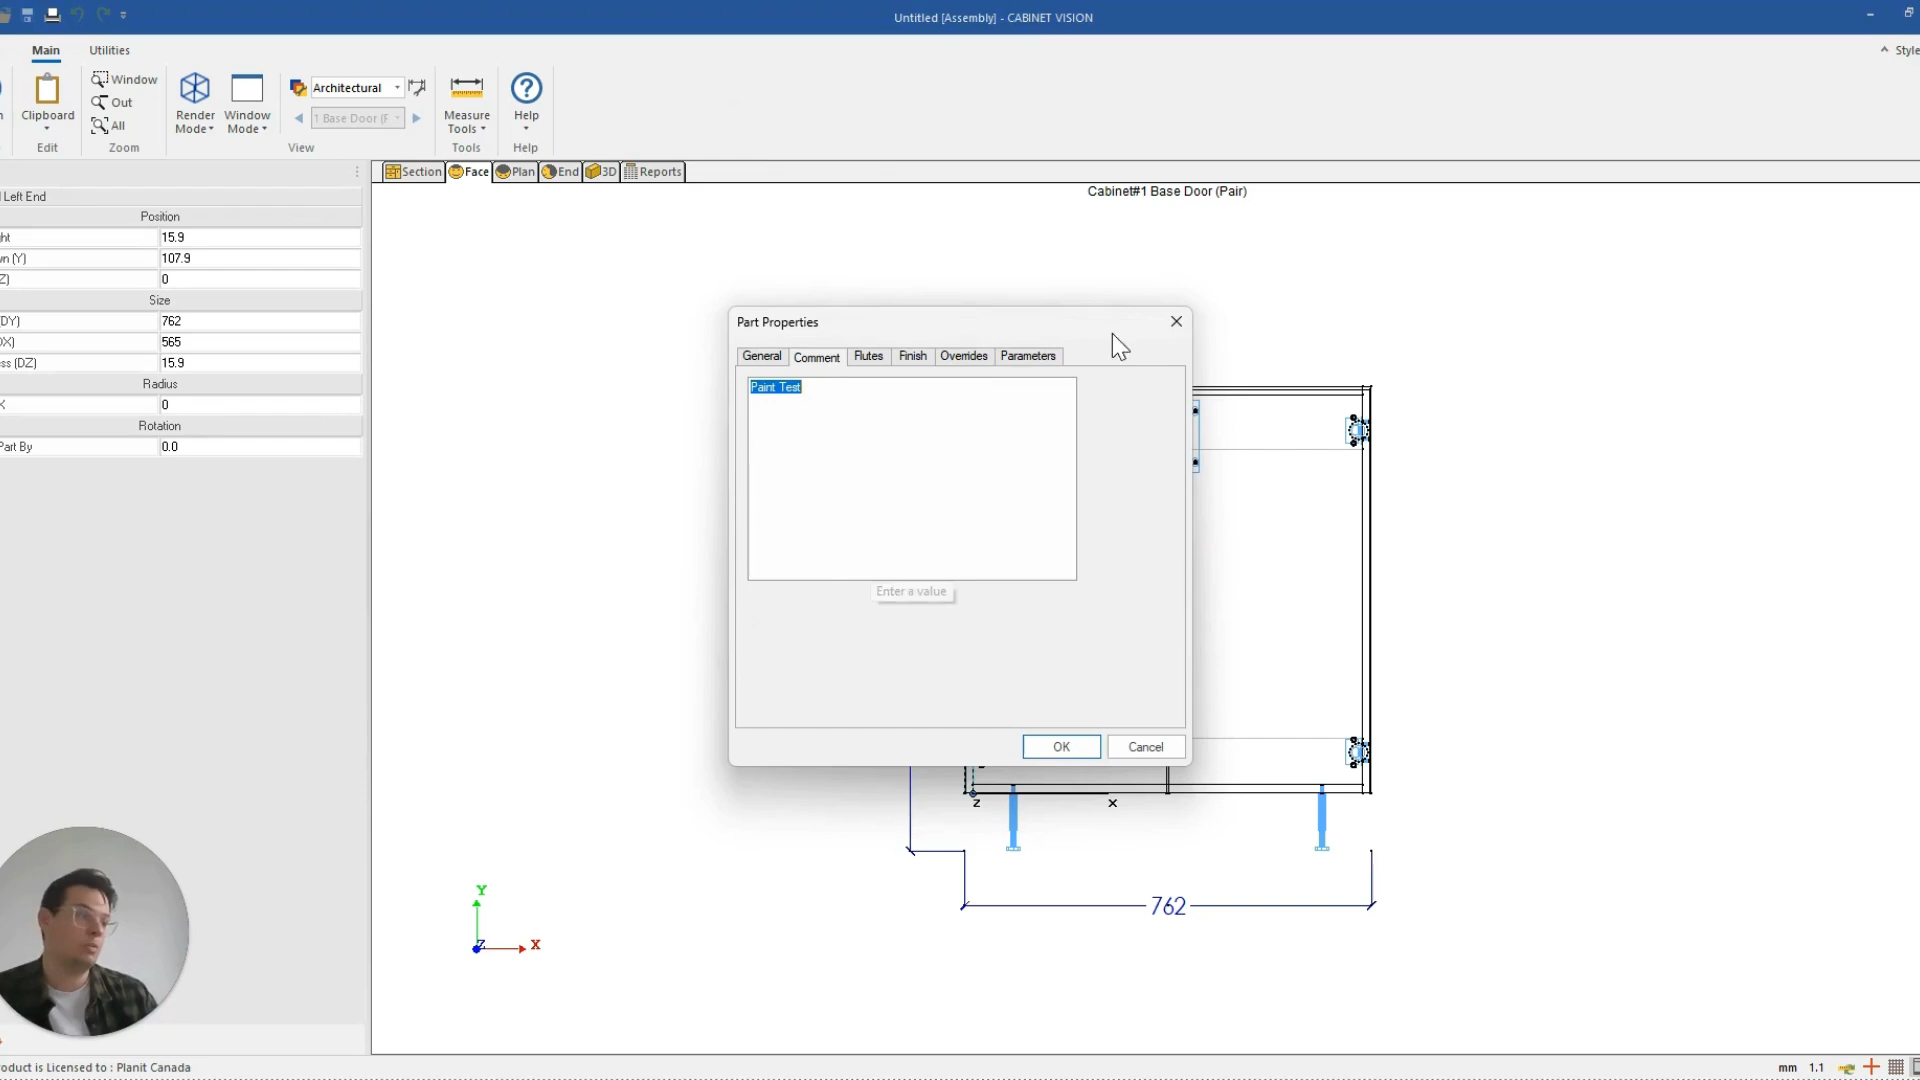 Untitled [Assembly] - CABINET VISION
Main
Utilities
Style
Clipboard
Edit
Window
Out
All
Zoom
Render Mode
Window Mode
Architectural
1 Base Door (F
View
Measure Tools
Tools
Help
Help
Section
Face
Plan
End
3D
Reports
Cabinet#1 Base Door (Pair)
Left End
Position
15.9
(Y)
107.9
0
Size
(DY)
762
565
(DZ)
15.9
Radius
X
0
Rotation
Part By
0.0
Part Properties
General
Comment
Flutes
Finish
Overrides
Parameters
Paint Test
Enter a value
OK
Cancel
Z
X
762
Y
Z
X
oduct is Licensed to : Planit Canada
mm
1.1